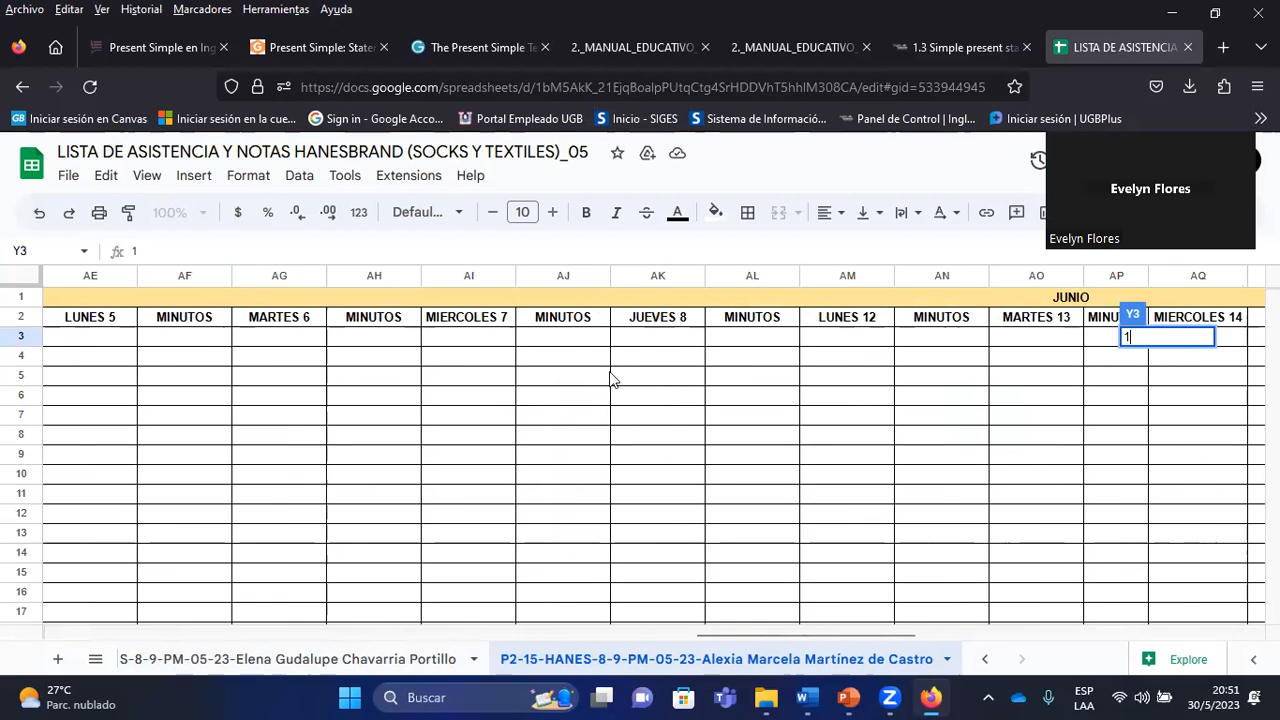 Archivo Editar Ver Historial Marcadores Herramientas Ayuda
Present Simple en Ing Present Simple: Stater The Present Simple Te 2._MANUAL_EDUCATIVO_ 2._MANUAL_EDUCATIVO_ 1.3 Simple present sta LISTA DE ASISTENCIA
https://docs.google.com/spreadsheets/d/1bM5AkK_21EjqBoalpPUtqCtg4SrHDDVhT5hhlM308CA/edit#gid=533944945
GB Iniciar sesión en Canvas Iniciar sesión en la cue... Sign in - Google Acco... Portal Empleado UGB Inicio - SIGES Sistema de Informació... Panel de Control | Ingl... Iniciar sesión | UGBPlus
LISTA DE ASISTENCIA Y NOTAS HANESBRAND (SOCKS Y TEXTILES)_05
File Edit View Insert Format Data Tools Extensions Help
Evelyn Flores
Evelyn Flores
100% $ % .0 .00 123 Defaul... 10 B I A
Y3 fx 1
AE AF AG AH AI AJ AK AL AM AN AO AP AQ
1 JUNIO
2 LUNES 5 MINUTOS MARTES 6 MINUTOS MIERCOLES 7 MINUTOS JUEVES 8 MINUTOS LUNES 12 MINUTOS MARTES 13 MINU Y3 MIERCOLES 14
3 1
4
5
6
7
8
9
10
11
12
13
14
15
16
17
S-8-9-PM-05-23-Elena Gudalupe Chavarria Portillo P2-15-HANES-8-9-PM-05-23-Alexia Marcela Martínez de Castro Explore
27°C
Parc. nublado
Buscar
ESP
LAA
20:51
30/5/2023